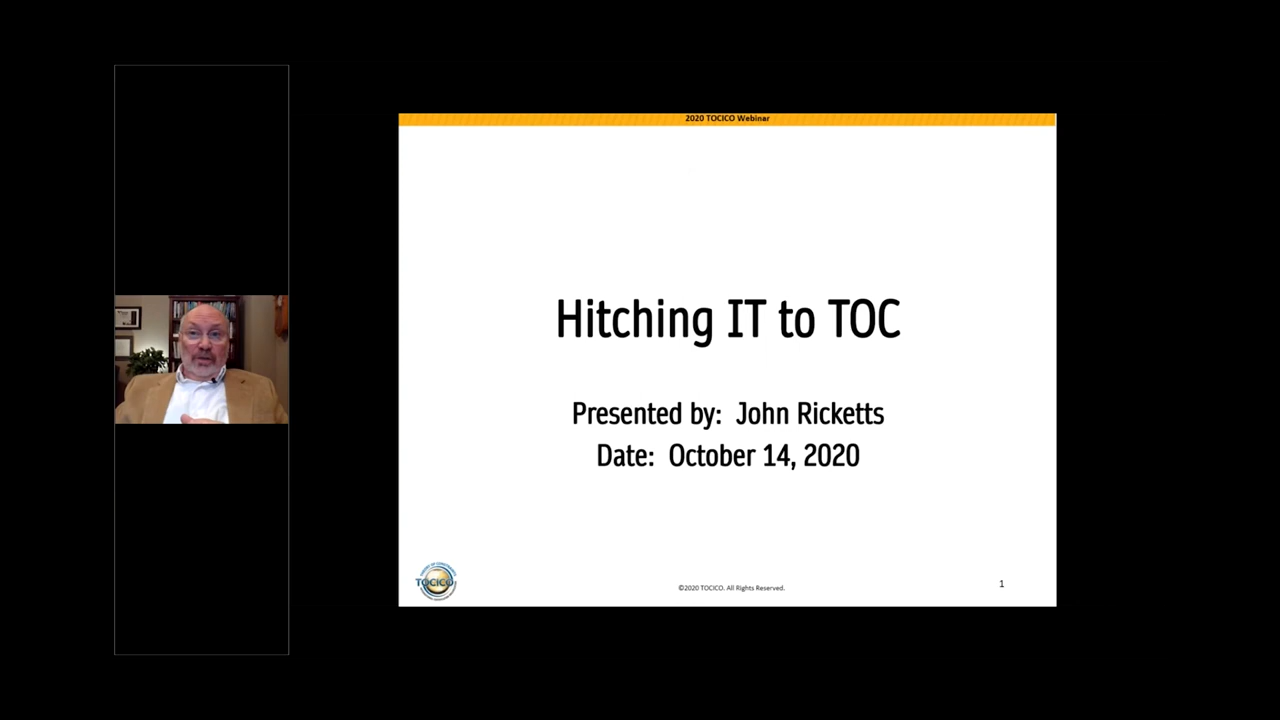 2020 TOCICO Webinar
Hitching IT to TOC
Presented by: John Ricketts
Date: October 14, 2020
TOCICO
©2020 TOCICO. All Rights Reserved.
1